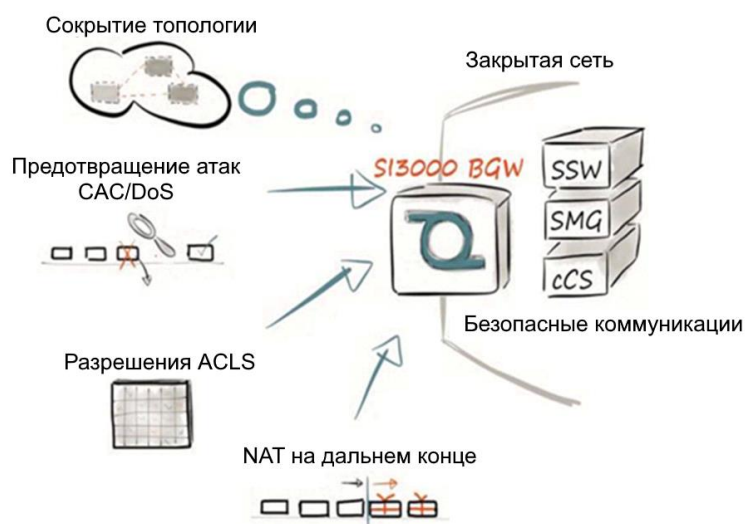 Сокрытие топологии
Закрытая сеть
SI3000 BGW
SSW
SMG
cCS
Предотвращение атак
CAC/DoS
Безопасные коммуникации
Разрешения ACLS
NAT на дальнем конце